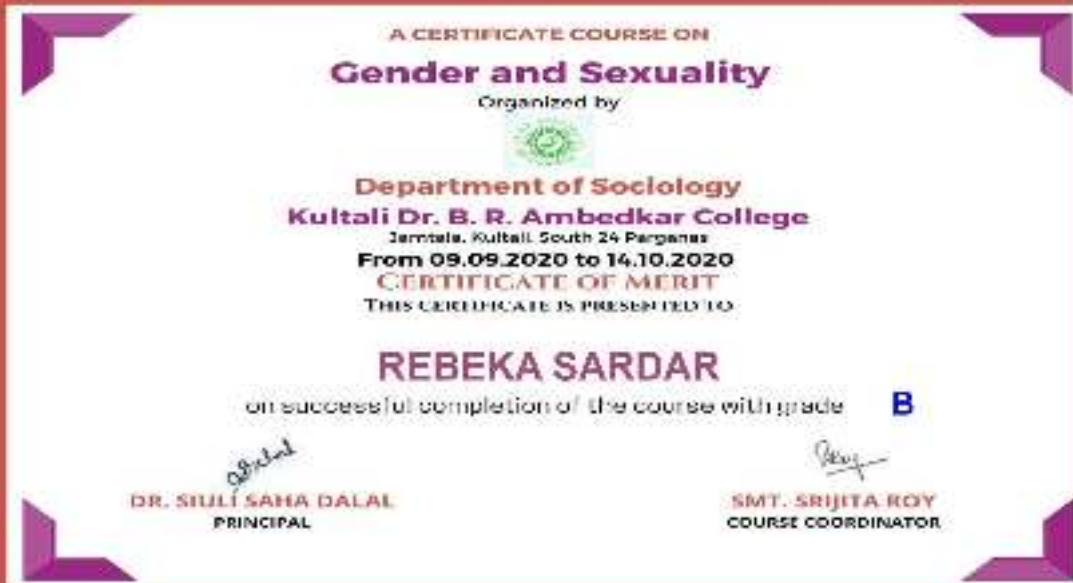 A CERTIFICATE COURSE ON
Gender and Sexuality
Organized by
Department of Sociology
Kultali Dr. B. R. Ambedkar College
Jamtala, Kultali, South 24 Parganas
From 09.09.2020 to 14.10.2020
CERTIFICATE OF MERIT
THIS CERTIFICATE IS PRESENTED TO
REBEKA SARDAR
on successful completion of the course with grade B
DR. SIULI SAHA DALAL
PRINCIPAL
SMT. SRIJITA ROY
COURSE COORDINATOR